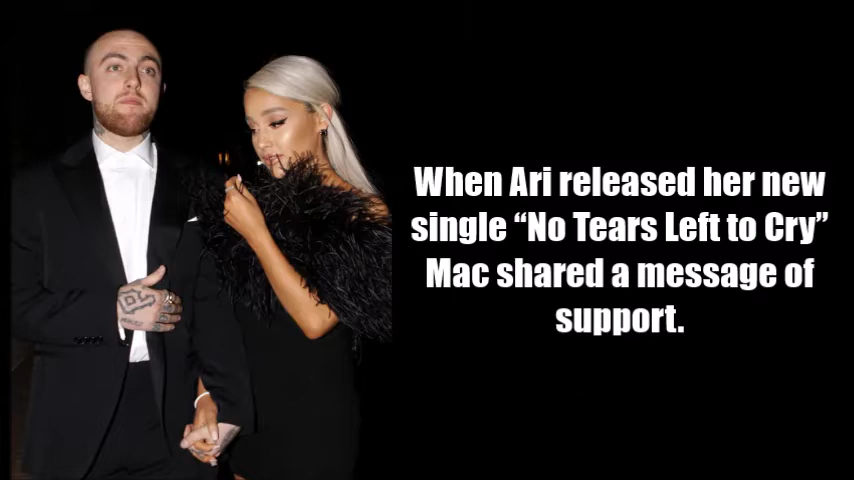 When Ari released her new
single “No Tears Left to Cry”
Mac shared a message of
support.